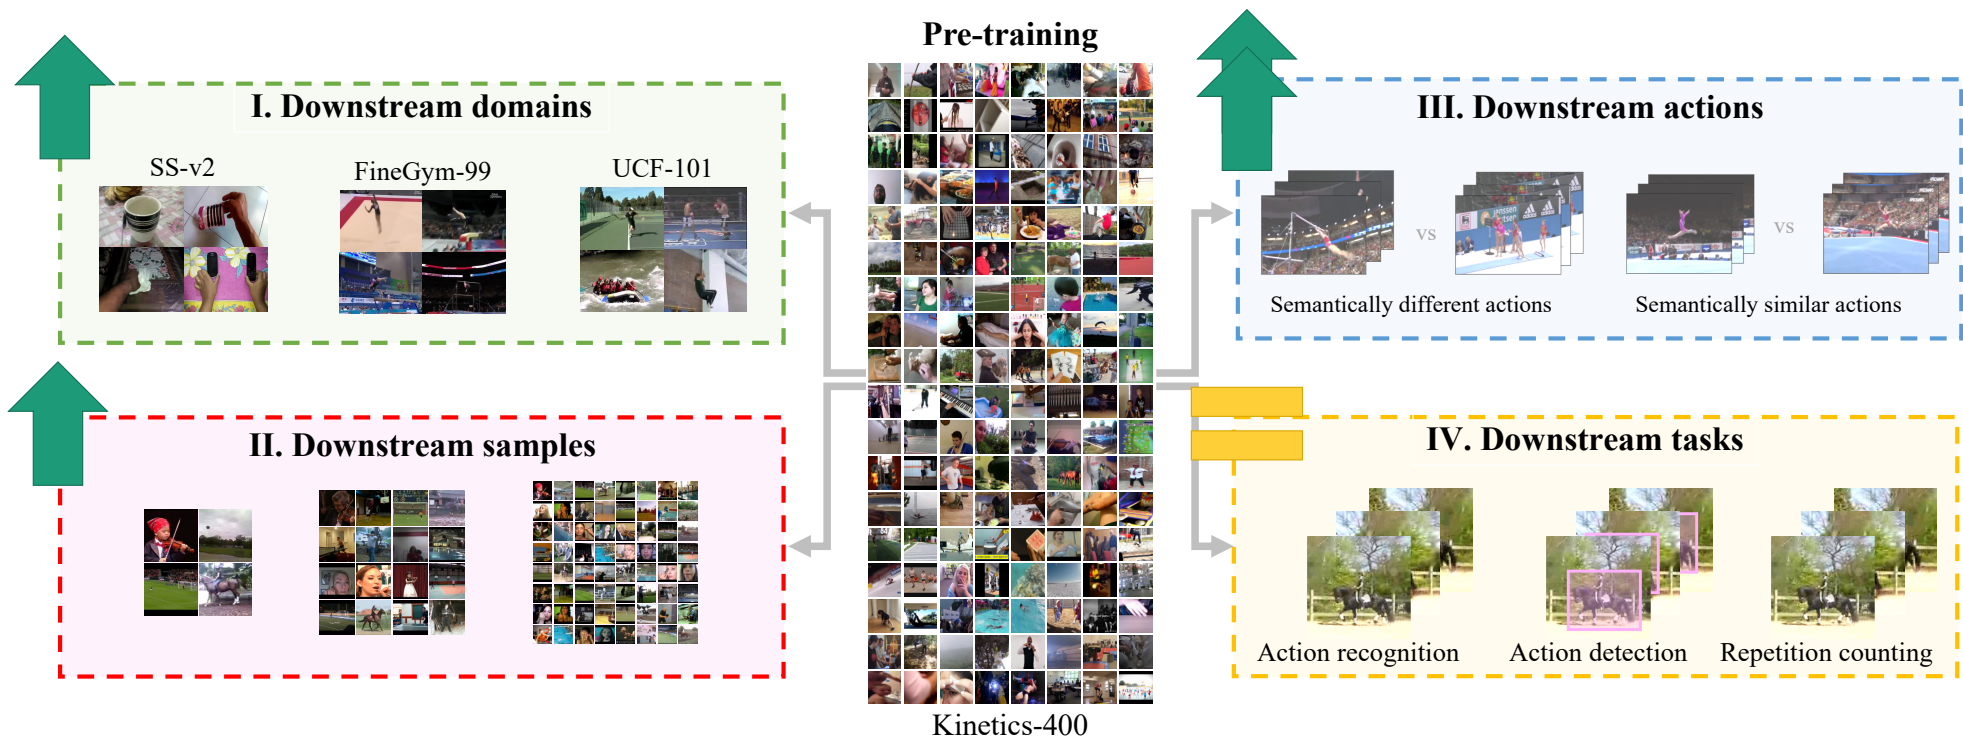 Pre-training
I. Downstream domains
SS-v2
FineGym-99
UCF-101
II. Downstream samples
Kinetics-400
III. Downstream actions
vs
vs
Semantically different actions
Semantically similar actions
IV. Downstream tasks
Action recognition
Action detection
Repetition counting